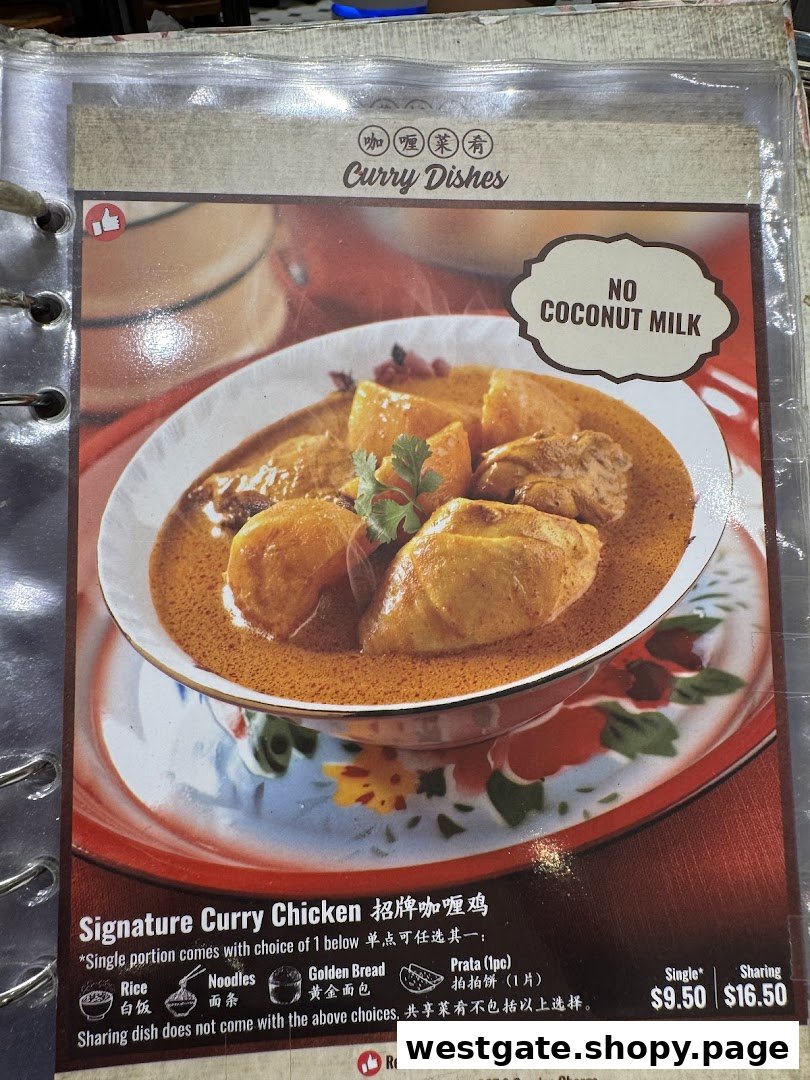 咖喱菜肴
Curry Dishes
NO
COCONUT MILK
Signature Curry Chicken 招牌咖喱鸡
*Single portion comes with choice of 1 below 单点可任选其一:
Rice
白饭
Noodles
面条
Golden Bread
黄金面包
Prata (1pc)
拍拍饼 (1片)
Single*
$9.50
Sharing
$16.50
Sharing dish does not come with the above choices. 共享菜肴不包括以上选择。
westgate.shopy.page